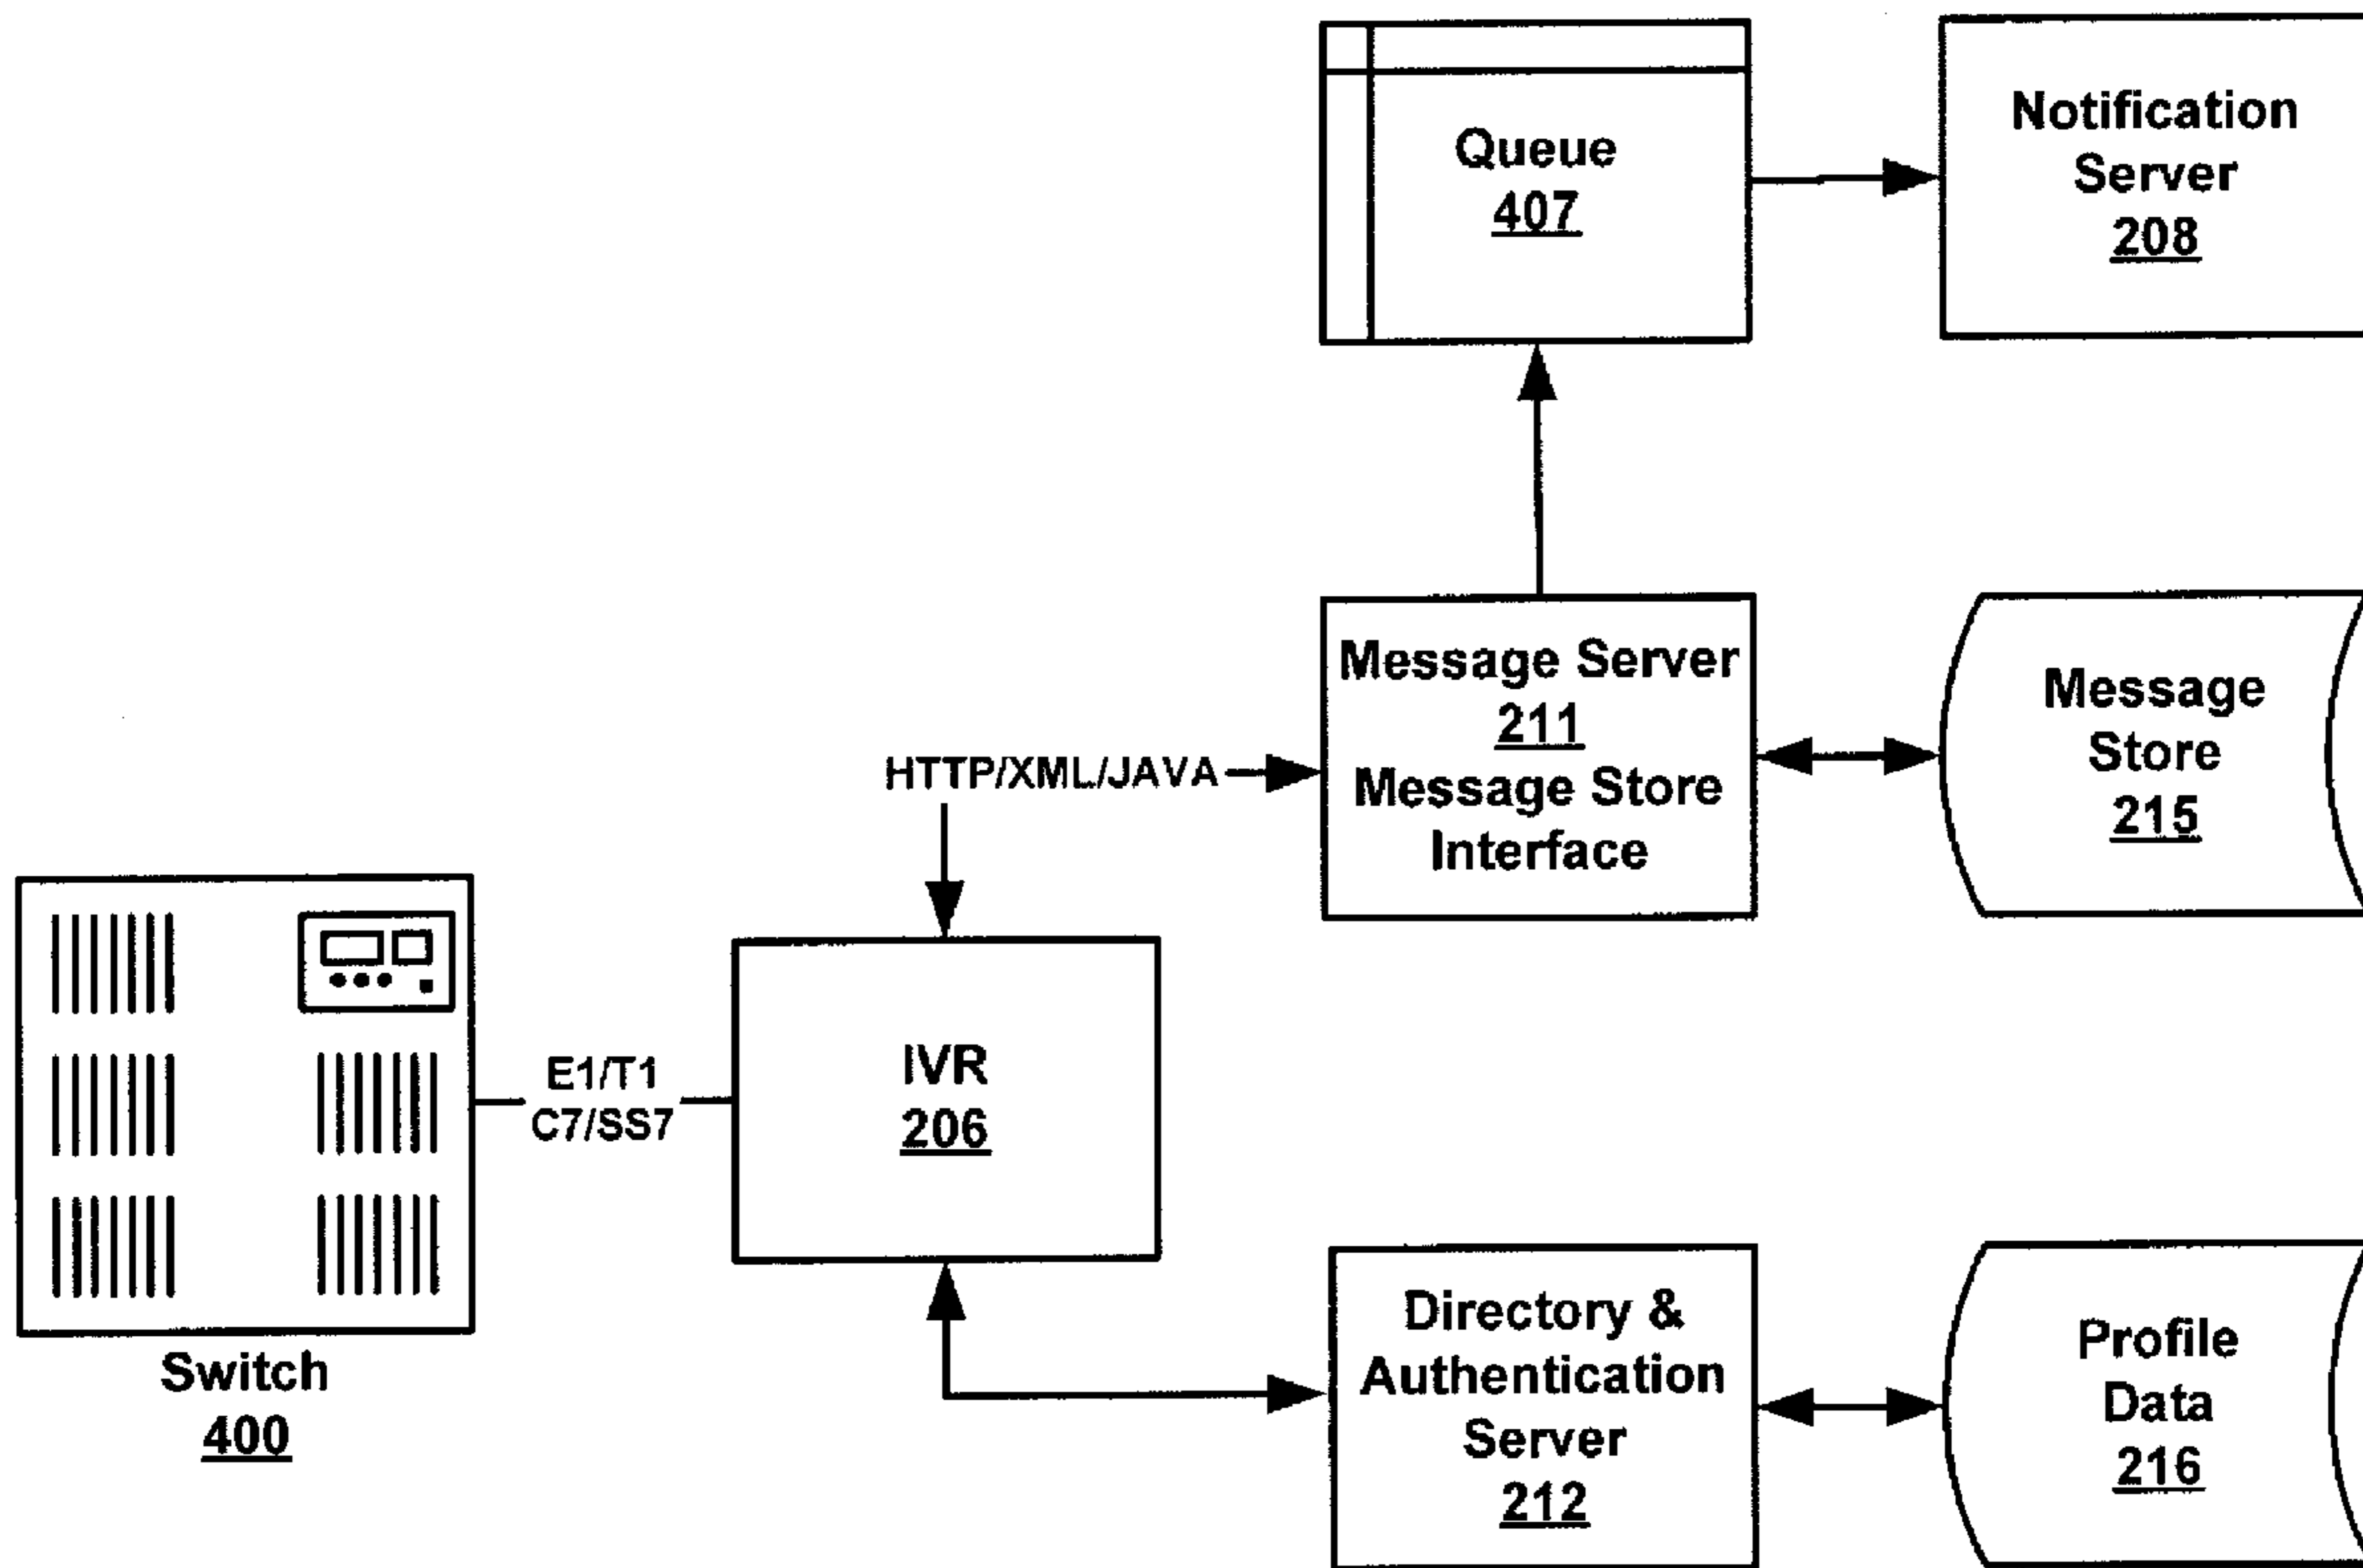 Queue
407
Notification
Server
208
Message Server
211
Message Store
Interface
Message
Store
215
HTTP/XML/JAVA
E1/T1
C7/SS7
IVR
206
Switch
400
Directory &
Authentication
Server
212
Profile
Data
216